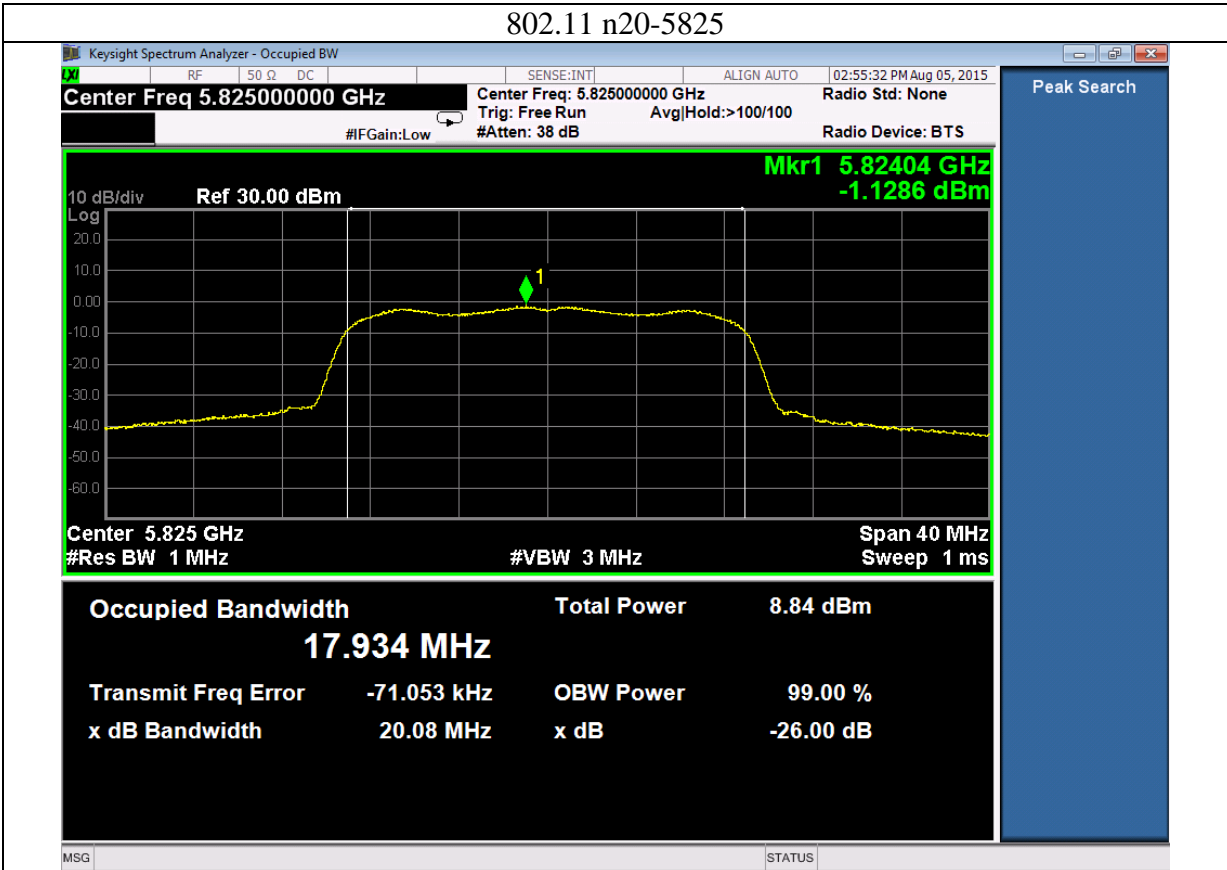 802.11 n20-5825
Keysight Spectrum Analyzer - Occupied BW
LXI RF 50 Ω DC SENSE:INT ALIGN AUTO 02:55:32 PM Aug 05, 2015
Center Freq 5.825000000 GHz
Center Freq: 5.825000000 GHz
Radio Std: None
Trig: Free Run Avg|Hold:>100/100
#IFGain:Low
#Atten: 38 dB
Radio Device: BTS
Peak Search
Mkr1 5.82404 GHz
-1.1286 dBm
10 dB/div Ref 30.00 dBm
Log
20.0
10.0
0.00
-10.0
-20.0
-30.0
-40.0
-50.0
-60.0
1
Center 5.825 GHz Span 40 MHz
#Res BW 1 MHz #VBW 3 MHz Sweep 1 ms
Occupied Bandwidth Total Power 8.84 dBm
17.934 MHz
Transmit Freq Error -71.053 kHz OBW Power 99.00 %
x dB Bandwidth 20.08 MHz x dB -26.00 dB
MSG STATUS